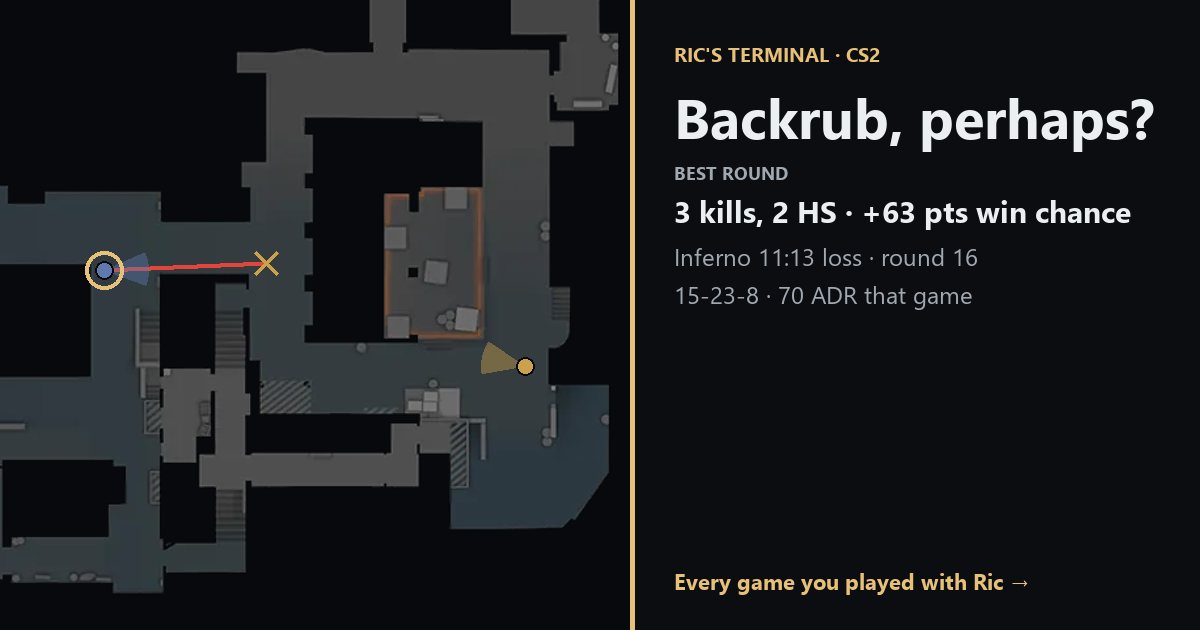 RIC'S TERMINAL · CS2
Backrub, perhaps?
BEST ROUND
3 kills, 2 HS · +63 pts win chance
Inferno 11:13 loss · round 16
15-23-8 · 70 ADR that game
Every game you played with Ric →